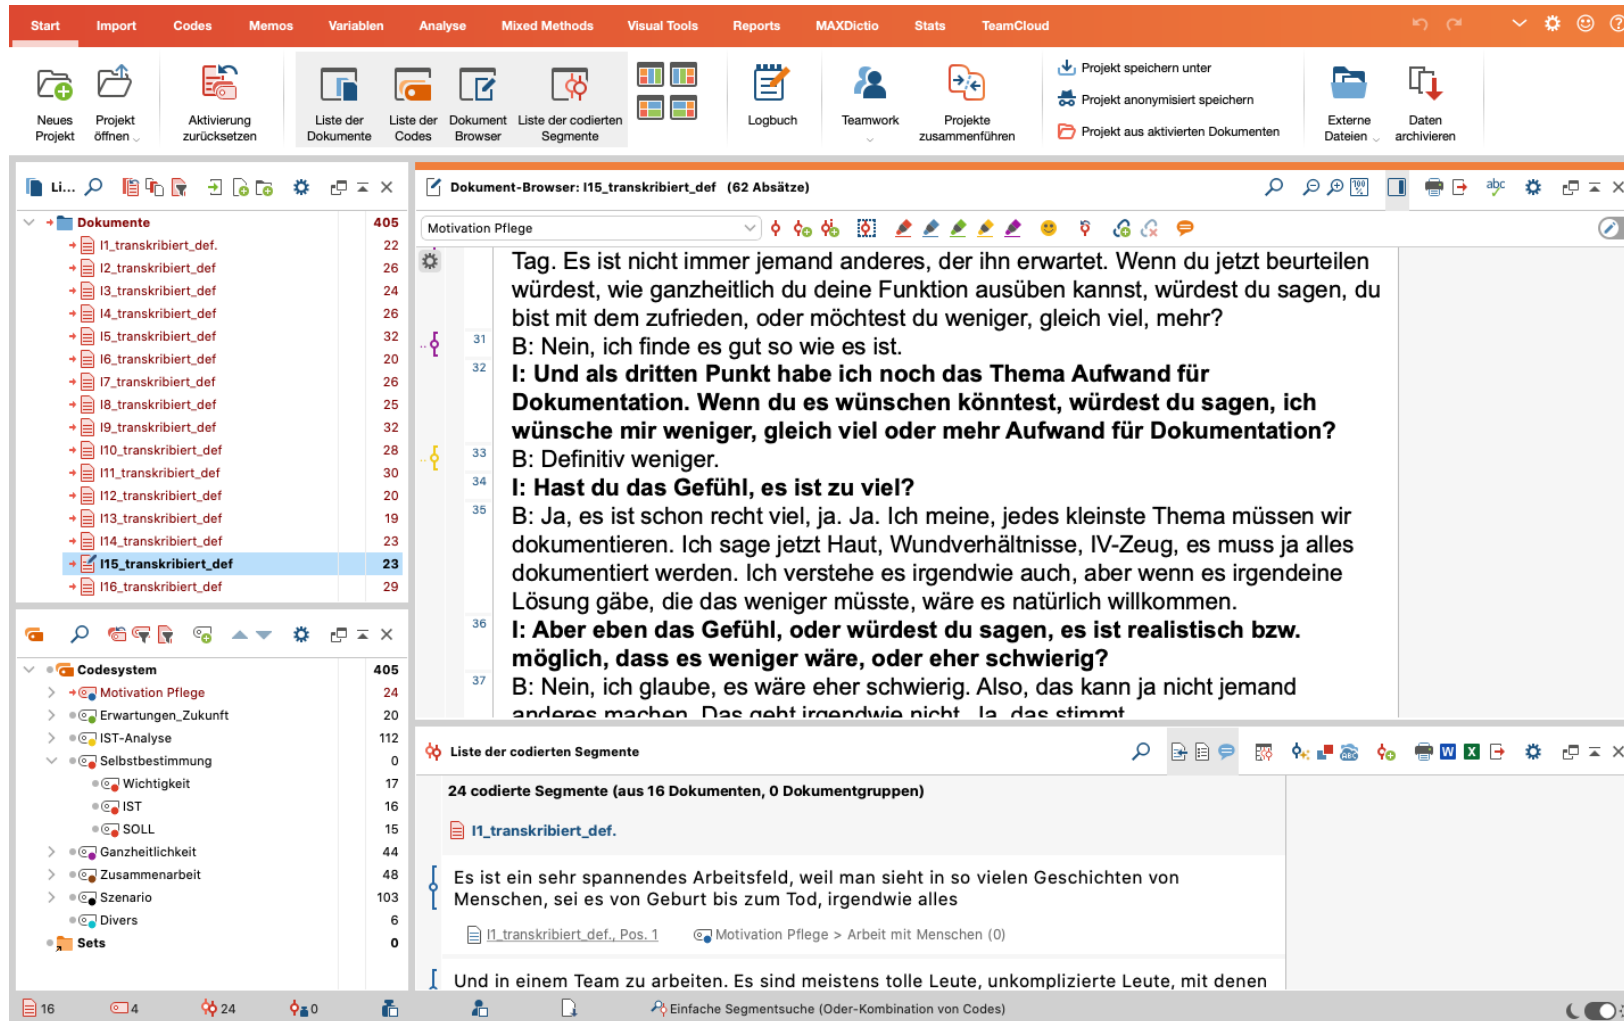 Start Import Codes Memos Variablen Analyse Mixed Methods Visual Tools Reports MAXDictio Stats TeamCloud
Neues Projekt
Projekt öffnen
Aktivierung zurücksetzen
Liste der Dokumente
Liste der Codes
Dokument Browser
Liste der codierten Segmente
Logbuch
Teamwork
Projekte zusammenführen
Projekt speichern unter
Projekt anonymisiert speichern
Projekt aus aktivierten Dokumenten
Externe Dateien
Daten archivieren
Li...
Dokumente 405
I1_transkribiert_def. 22
I2_transkribiert_def 26
I3_transkribiert_def 24
I4_transkribiert_def 26
I5_transkribiert_def 32
I6_transkribiert_def 20
I7_transkribiert_def 26
I8_transkribiert_def 25
I9_transkribiert_def 32
I10_transkribiert_def 28
I11_transkribiert_def 30
I12_transkribiert_def 20
I13_transkribiert_def 19
I14_transkribiert_def 23
I15_transkribiert_def 23
I16_transkribiert_def 29
Codesystem 405
Motivation Pflege 24
Erwartungen_Zukunft 20
IST-Analyse 112
Selbstbestimmung 0
Wichtigkeit 17
IST 16
SOLL 15
Ganzheitlichkeit 44
Zusammenarbeit 48
Szenario 103
Divers 6
Sets 0
Dokument-Browser: I15_transkribiert_def (62 Absätze)
100 %
abc
Motivation Pflege
Tag. Es ist nicht immer jemand anderes, der ihn erwartet. Wenn du jetzt beurteilen
würdest, wie ganzheitlich du deine Funktion ausüben kannst, würdest du sagen, du
bist mit dem zufrieden, oder möchtest du weniger, gleich viel, mehr?
31 B: Nein, ich finde es gut so wie es ist.
32 I: Und als dritten Punkt habe ich noch das Thema Aufwand für
Dokumentation. Wenn du es wünschen könntest, würdest du sagen, ich
wünsche mir weniger, gleich viel oder mehr Aufwand für Dokumentation?
33 B: Definitiv weniger.
34 I: Hast du das Gefühl, es ist zu viel?
35 B: Ja, es ist schon recht viel, ja. Ja. Ich meine, jedes kleinste Thema müssen wir
dokumentieren. Ich sage jetzt Haut, Wundverhältnisse, IV-Zeug, es muss ja alles
dokumentiert werden. Ich verstehe es irgendwie auch, aber wenn es irgendeine
Lösung gäbe, die das weniger müsste, wäre es natürlich willkommen.
36 I: Aber eben das Gefühl, oder würdest du sagen, es ist realistisch bzw.
möglich, dass es weniger wäre, oder eher schwierig?
37 B: Nein, ich glaube, es wäre eher schwierig. Also, das kann ja nicht jemand
anderes machen. Das geht irgendwie nicht. Ja, das stimmt
Liste der codierten Segmente
ABC
W X
24 codierte Segmente (aus 16 Dokumenten, 0 Dokumentgruppen)
I1_transkribiert_def.
Es ist ein sehr spannendes Arbeitsfeld, weil man sieht in so vielen Geschichten von
Menschen, sei es von Geburt bis zum Tod, irgendwie alles
I1_transkribiert_def., Pos. 1 Motivation Pflege > Arbeit mit Menschen (0)
Und in einem Team zu arbeiten. Es sind meistens tolle Leute, unkomplizierte Leute, mit denen
16 4 24 0 Einfache Segmentsuche (Oder-Kombination von Codes)